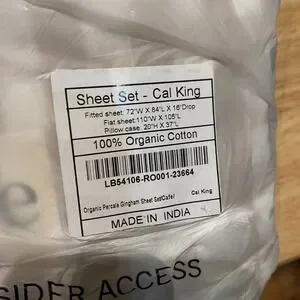 Sheet Set - Cal King
Fitted sheet: 72"W X 84"L X 16"Drop
Flat sheet:110"W X 105"L
Pillow case: 20"H X 37"L
100% Organic Cotton
LB54106-RO001-23664
Organic Percale Gingham Sheet Set/Cafe/ Cal King
MADE IN INDIA
SIDER ACCESS